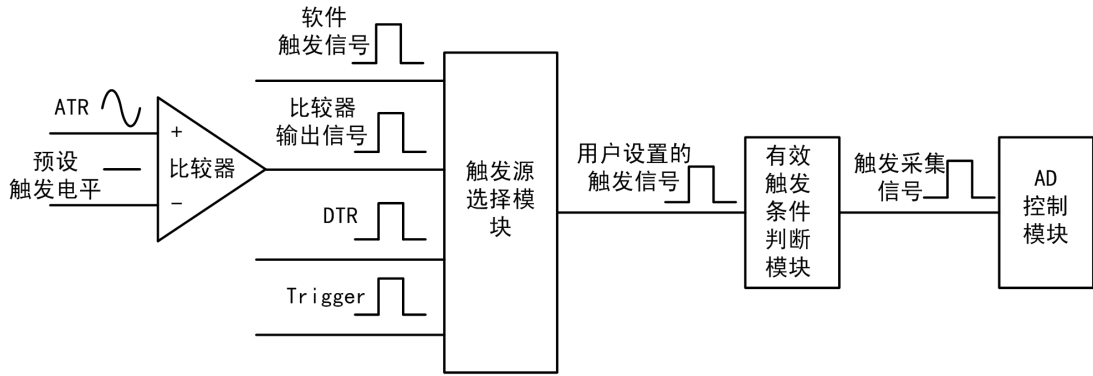 软件
触发信号
ATR
+
比较器
预设
触发电平
−
比较器
输出信号
DTR
Trigger
触发源
选择模
块
用户设置的
触发信号
有效
触发
条件
判断
模块
触发采集
信号
AD
控制
模块